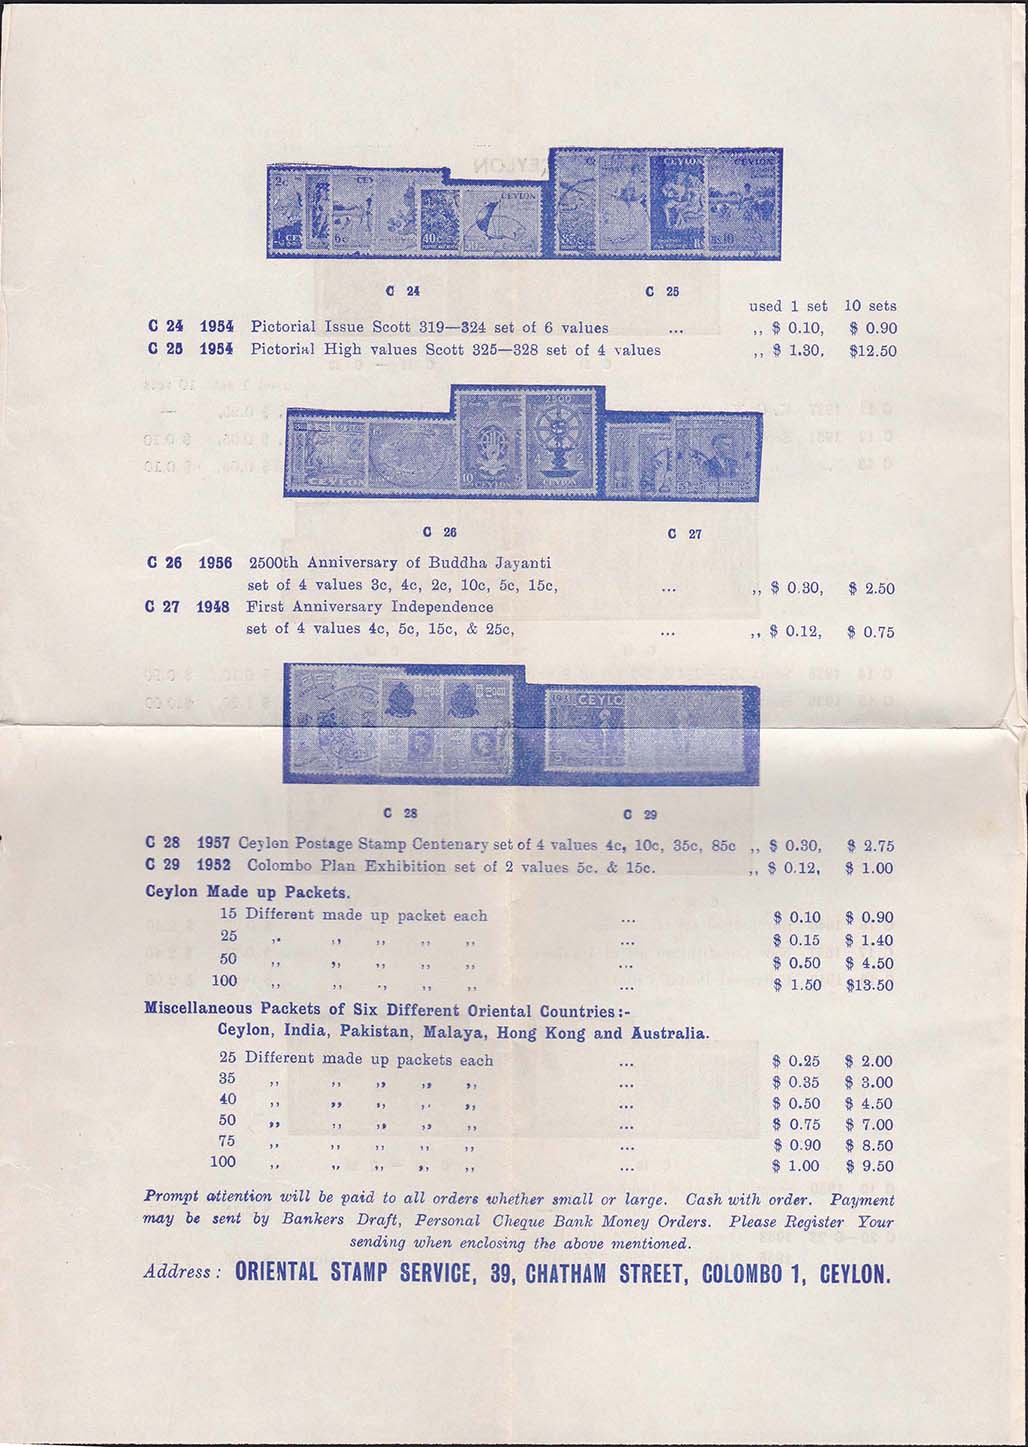 C 24 C 25
used 1 set 10 sets
C 24 1954 Pictorial Issue Scott 319—324 set of 6 values ... ,, $ 0.10, $ 0.90
C 25 1954 Pictorial High values Scott 325—328 set of 4 values ,, $ 1.30, $12.50
C 26 C 27
C 26 1956 2500th Anniversary of Buddha Jayanti
set of 4 values 3c, 4c, 2c, 10c, 5c, 15c, ... ,, $ 0.30, $ 2.50
C 27 1948 First Anniversary Independence
set of 4 values 4c, 5c, 15c, & 25c, ... ,, $ 0.12, $ 0.75
C 28 C 29
C 28 1957 Ceylon Postage Stamp Centenary set of 4 values 4c, 10c, 35c, 85c ,, $ 0.30, $ 2.75
C 29 1952 Colombo Plan Exhibition set of 2 values 5c. & 15c. ,, $ 0.12, $ 1.00
Ceylon Made up Packets.
15 Different made up packet each ... $ 0.10 $ 0.90
25 ,, ,, ,, ,, ,, ... $ 0.15 $ 1.40
50 ,, ,, ,, ,, ,, ... $ 0.50 $ 4.50
100 ,, ,, ,, ,, ,, ... $ 1.50 $13.50
Miscellaneous Packets of Six Different Oriental Countries:-
Ceylon, India, Pakistan, Malaya, Hong Kong and Australia.
25 Different made up packets each ... $ 0.25 $ 2.00
35 ,, ,, ,, ,, ,, ... $ 0.35 $ 3.00
40 ,, ,, ,, ,, ,, ... $ 0.50 $ 4.50
50 ,, ,, ,, ,, ,, ... $ 0.75 $ 7.00
75 ,, ,, ,, ,, ,, ... $ 0.90 $ 8.50
100 ,, ,, ,, ,, ,, ... $ 1.00 $ 9.50
Prompt attention will be paid to all orders whether small or large. Cash with order. Payment
may be sent by Bankers Draft, Personal Cheque Bank Money Orders. Please Register Your
sending when enclosing the above mentioned.
Address: ORIENTAL STAMP SERVICE, 39, CHATHAM STREET, COLOMBO 1, CEYLON.